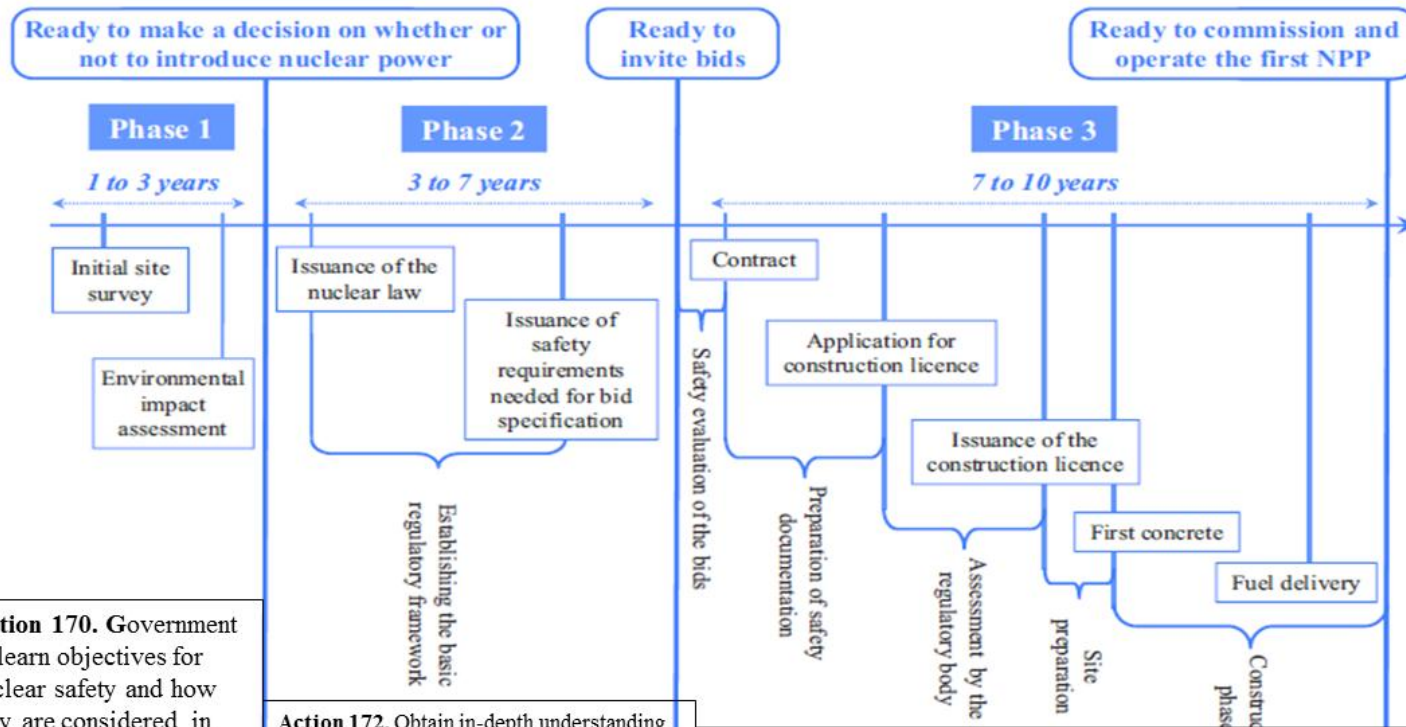 Ready to make a decision on whether or
not to introduce nuclear power
Ready to
invite bids
Ready to commission and
operate the first NPP
Phase 1
Phase 2
Phase 3
1 to 3 years
3 to 7 years
7 to 10 years
Initial site
survey
Environmental
impact
assessment
Issuance of the
nuclear law
Issuance of
safety
requirements
needed for bid
specification
Establishing the basic
regulatory framework
Contract
Safety evaluation of the bids
Application for
construction licence
Preparation of safety
documentation
Issuance of the
construction licence
Assessment by the
regulatory body
First concrete
Site
preparation
Fuel delivery
Construc
phas
tion 170. Government
learn objectives for
clear safety and how
y are considered in
Action 172. Obtain in-depth understanding